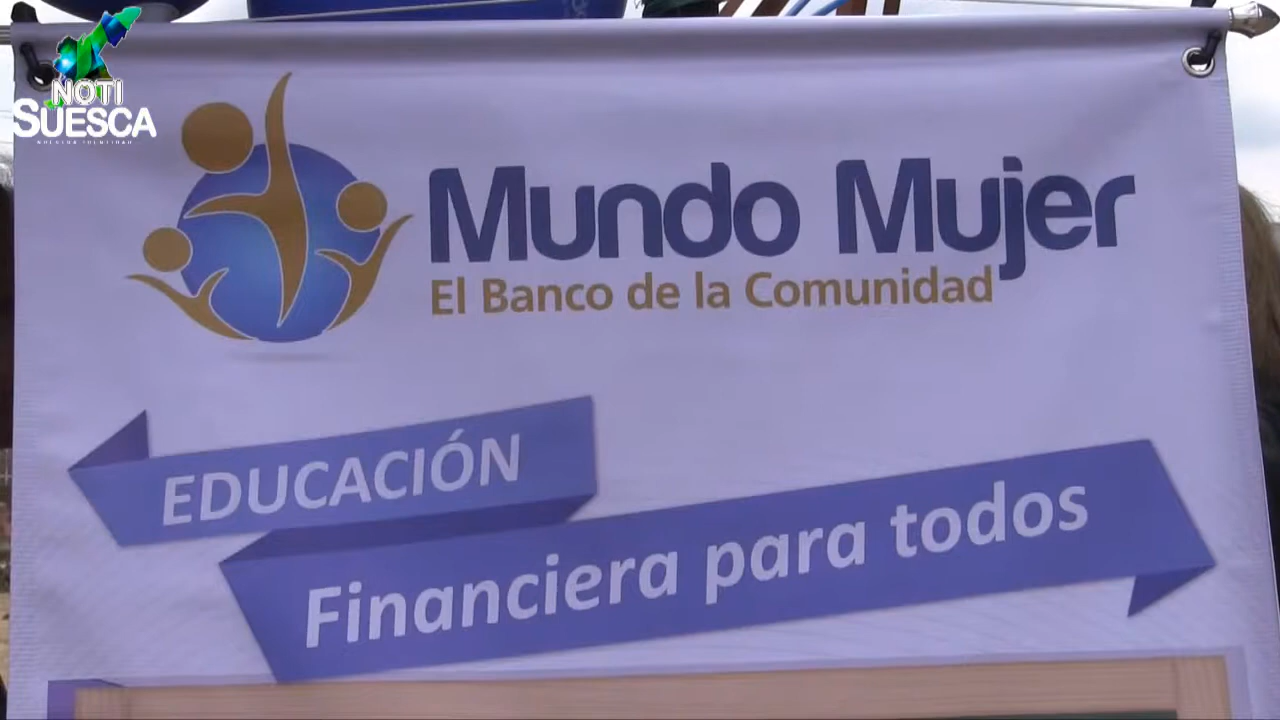 NOTI
SUESCA
Mundo Mujer
El Banco de la Comunidad
EDUCACIÓN
Financiera para todos